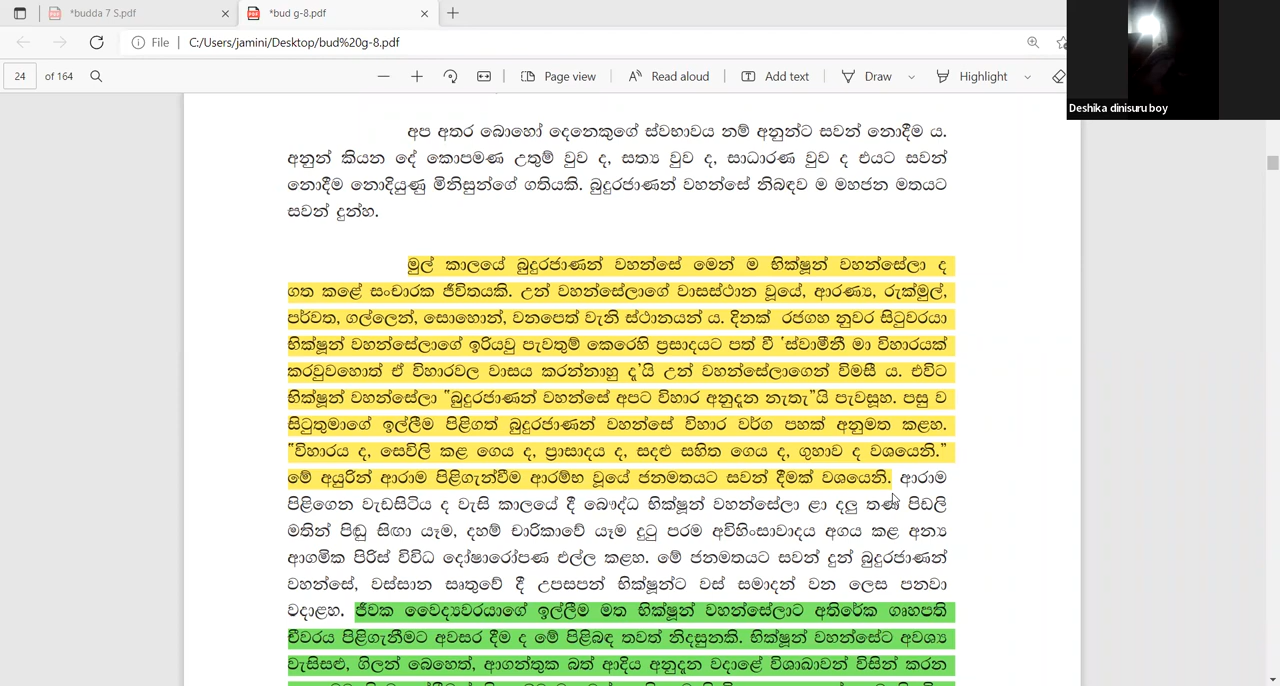 *budda 7 S.pdf
*bud g-8.pdf
File
C:/Users/jamini/Desktop/bud%20g-8.pdf
24 of 164
Page view
Read aloud
Add text
Draw
Highlight
Deshika dinisuru boy
අප අතර බොහෝ දෙනෙකුගේ ස්වභාවය නම් අනුන්ට සවන් නොදීම ය.
අනුන් කියන දේ කොපමණ උතුම් වුව ද, සත්‍ය වුව ද, සාධාරණ වුව ද එයට සවන්
නොදීම නොදියුණු මිනිසුන්ගේ ගතියකි. බුදුරජාණන් වහන්සේ නිබඳව ම මහජන මතයට
සවන් දුන්හ.
මුල් කාලයේ බුදුරජාණන් වහන්සේ මෙන් ම භික්ෂූන් වහන්සේලා ද
ගත කළේ සංචාරක ජීවිතයකි. උන් වහන්සේලාගේ වාසස්ථාන වූයේ, ආරණ්‍ය, රුක්මුල්,
පර්වත, ගල්ලෙන්, සොහොන්, වනපෙත් වැනි ස්ථානයන් ය. දිනක් රජගහ නුවර සිටුවරයා
භික්ෂූන් වහන්සේලාගේ ඉරියවු පැවතුම් කෙරෙහි ප්‍රසාදයට පත් වී ‘ස්වාමීනී මා විහාරයක්
කරවුවහොත් ඒ විහාරවල වාසය කරන්නාහු දැ’යි උන් වහන්සේලාගෙන් විමසී ය. එවිට
භික්ෂූන් වහන්සේලා “බුදුරජාණන් වහන්සේ අපට විහාර අනුදැන නැතැ”යි පැවසූහ. පසු ව
සිටුතුමාගේ ඉල්ලීම පිළිගත් බුදුරජාණන් වහන්සේ විහාර වර්ග පහක් අනුමත කළහ.
“විහාරය ද, සෙවිලි කළ ගෙය ද, ප්‍රාසාදය ද, සඳළු සහිත ගෙය ද, ගුහාව ද වශයෙනි.”
මේ අයුරින් ආරාම පිළිගැන්වීම ආරම්භ වූයේ ජනමතයට සවන් දීමක් වශයෙනි. ආරාම
පිළිගෙන වැඩසිටිය ද වැසි කාලයේ දී බෞද්ධ භික්ෂූන් වහන්සේලා ළා දලු තණ පිඩලි
මතින් පිඬු සිඟා යෑම, දහම් චාරිකාවේ යෑම දුටු පරම අවිහිංසාවාදය අගය කළ අන්‍ය
ආගමික පිරිස් විවිධ දෝෂාරෝපණ එල්ල කළහ. මේ ජනමතයට සවන් දුන් බුදුරජාණන්
වහන්සේ, වස්සාන සෘතුවේ දී උපසපන් භික්ෂූන්ට වස් සමාදන් වන ලෙස පනවා
වදාළහ. ජීවක වෛද්‍යවරයාගේ ඉල්ලීම මත භික්ෂූන් වහන්සේලාට අතිරේක ගෘහපති
චීවරය පිළිගැනීමට අවසර දීම ද මේ පිළිබඳ තවත් නිදසුනකි. භික්ෂූන් වහන්සේට අවශ්‍ය
වැසිසළු, ගිලන් බෙහෙත්, ආගන්තුක බත් ආදිය අනුදැන වදාළේ විශාඛාවන් විසින් කරන